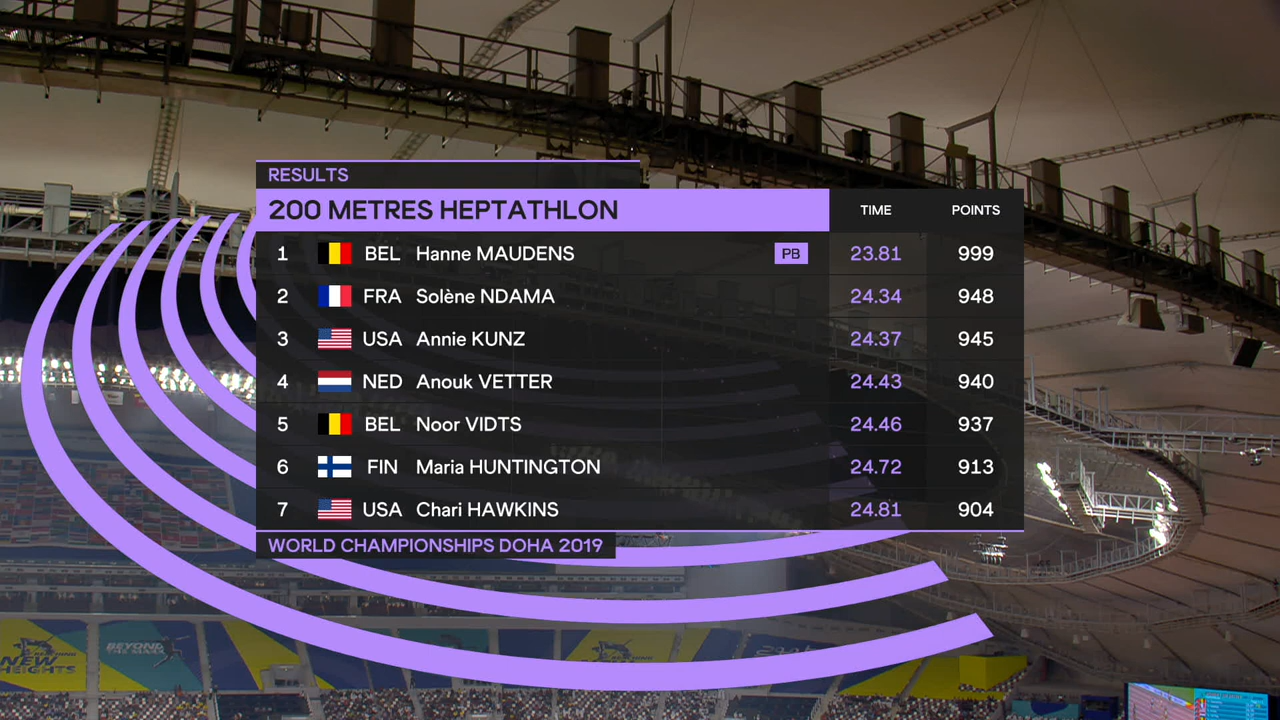 RESULTS
200 METRES HEPTATHLON TIME POINTS
1 BEL Hanne MAUDENS PB 23.81 999
2 FRA Solène NDAMA 24.34 948
3 USA Annie KUNZ 24.37 945
4 NED Anouk VETTER 24.43 940
5 BEL Noor VIDTS 24.46 937
6 FIN Maria HUNTINGTON 24.72 913
7 USA Chari HAWKINS 24.81 904
WORLD CHAMPIONSHIPS DOHA 2019
BEYOND
NEW
HEIGHTS